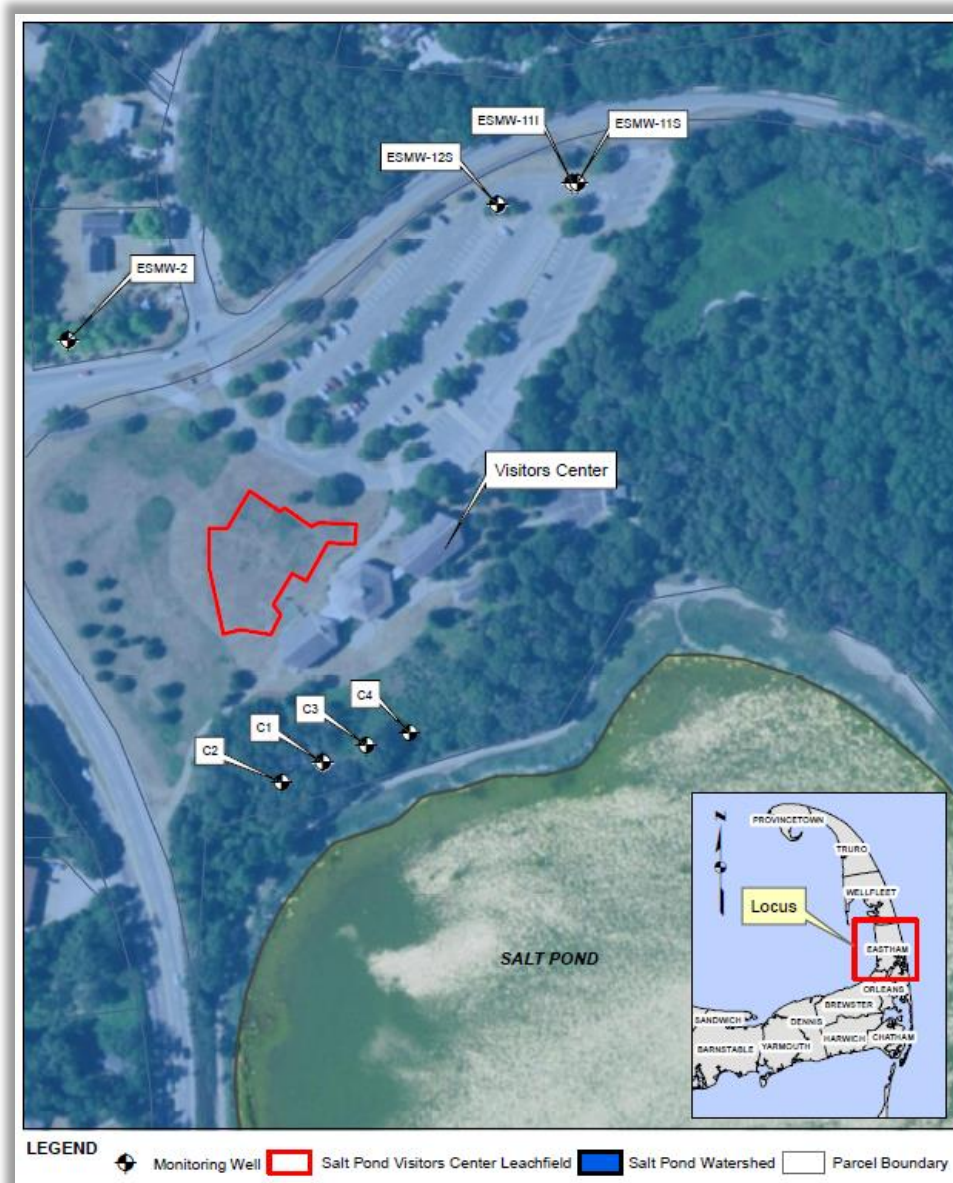 ESMW-11I
ESMW-11S
ESMW-12S
ESMW-2
Visitors Center
C4
C3
C1
C2
SALT POND
N
PROVINCETOWN
TRURO
WELLFLEET
Locus
EASTHAM
ORLEANS
BREWSTER
SANDWICH
DENNIS
BARNSTABLE
YARMOUTH
HARWICH
CHATHAM
LEGEND
Monitoring Well
Salt Pond Visitors Center Leachfield
Salt Pond Watershed
Parcel Boundary